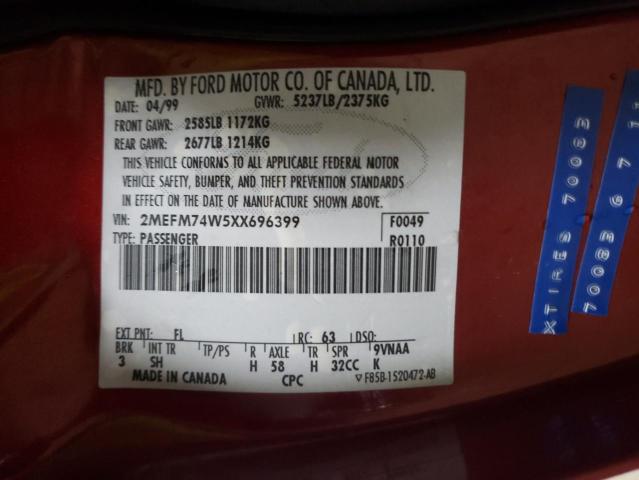 MFD. BY FORD MOTOR CO. OF CANADA, LTD.
DATE: 04/99 GVWR: 5237LB/2375KG
FRONT GAWR: 2585LB 1172KG
REAR GAWR: 2677LB 1214KG
THIS VEHICLE CONFORMS TO ALL APPLICABLE FEDERAL MOTOR
VEHICLE SAFETY, BUMPER, AND THEFT PREVENTION STANDARDS
IN EFFECT ON THE DATE OF MANUFACTURE SHOWN ABOVE.
VIN: 2MEFM74W5XX696399 F0049
TYPE: PASSENGER R0110
EXT PNT: FL RC: 63 DSO:
BRK INT TR TP/PS R AXLE TR SPR 9VNAA
3 SH H 58 H 32CC K
MADE IN CANADA CPC F85B-1520472-AB
XTIRES 70083
70083 G 7